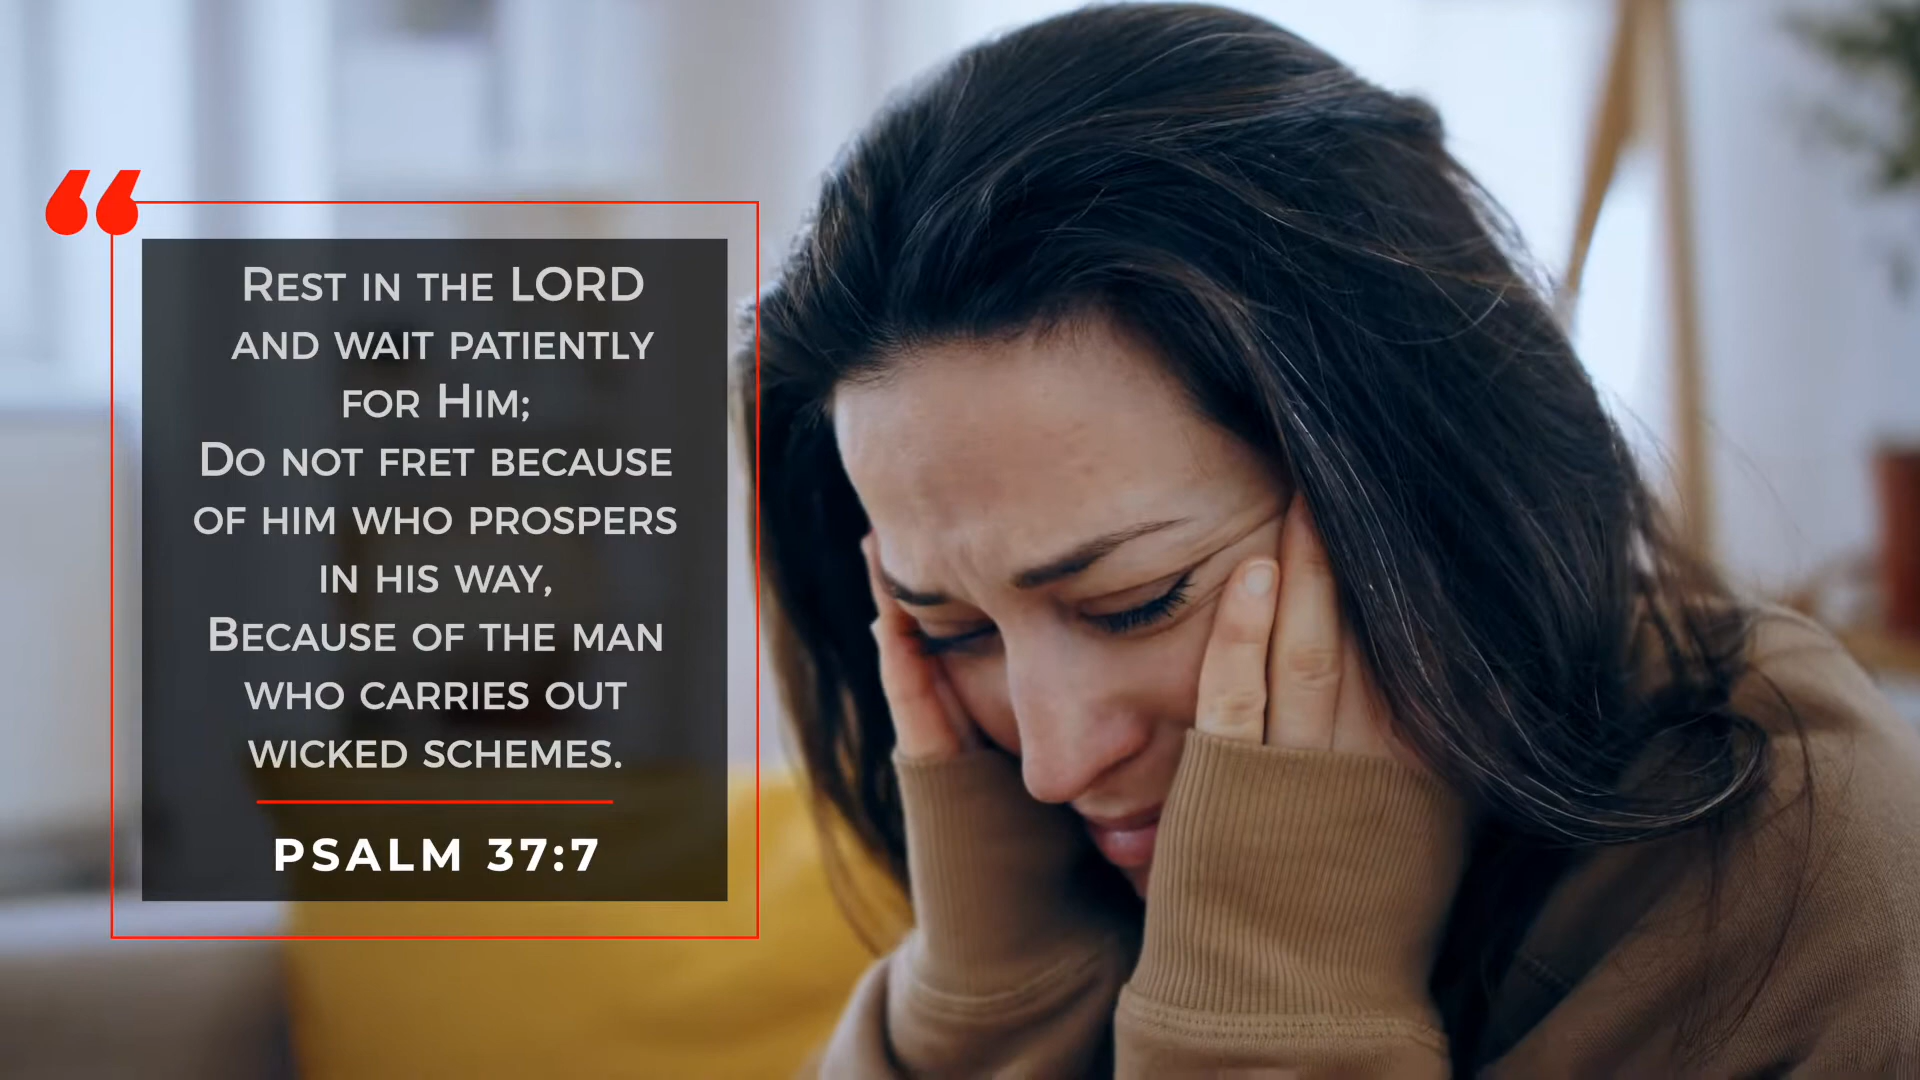 Rest in the LORD
and wait patiently
for Him;
Do not fret because
of him who prospers
in his way,
Because of the man
who carries out
wicked schemes.
PSALM 37:7